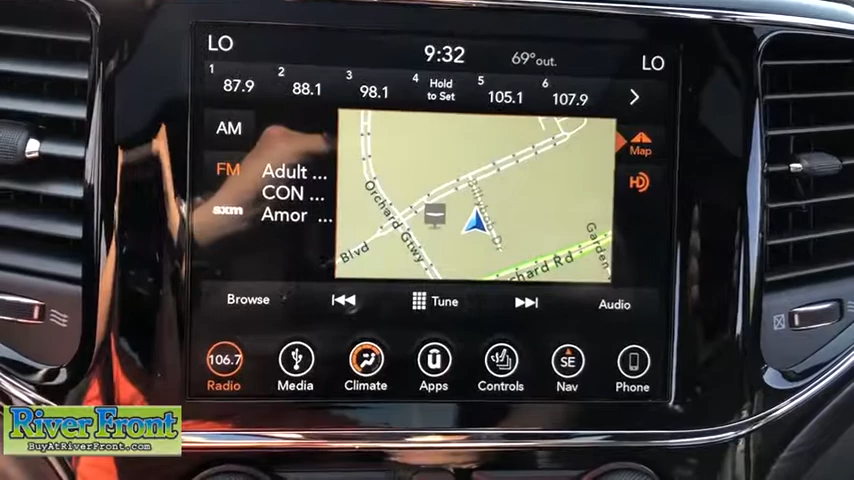 LO 9:32 69°out. LO
1 87.9 2 88.1 3 98.1 4 Hold to Set 5 105.1 6 107.9
AM
FM
sxm
Adult ...
CON ...
Amor ...
Orchard Gtwy.
Blvd
Garden
chard Rd
Dr
Map
HD
Browse Tune Audio
106.7 SE
Radio Media Climate Apps Controls Nav Phone
River Front
BuyAtRiverFront.com